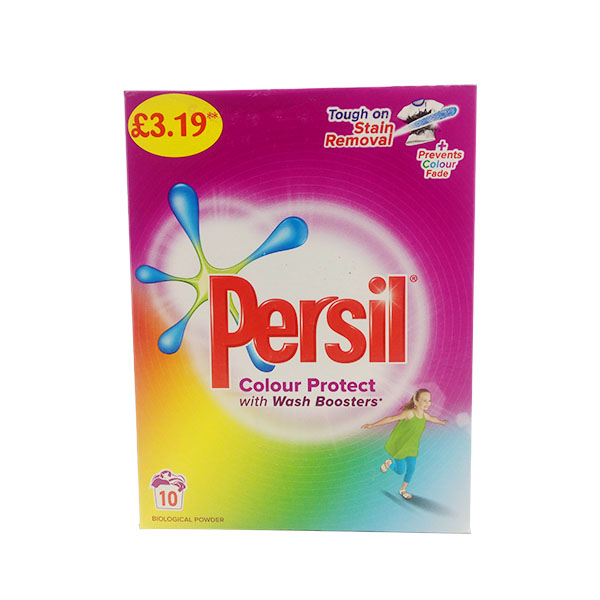 £3.19**
Tough on
Stain
Removal
+
Prevents
Colour
Fade
Persil®
Colour Protect
with Wash Boosters*
10
BIOLOGICAL POWDER